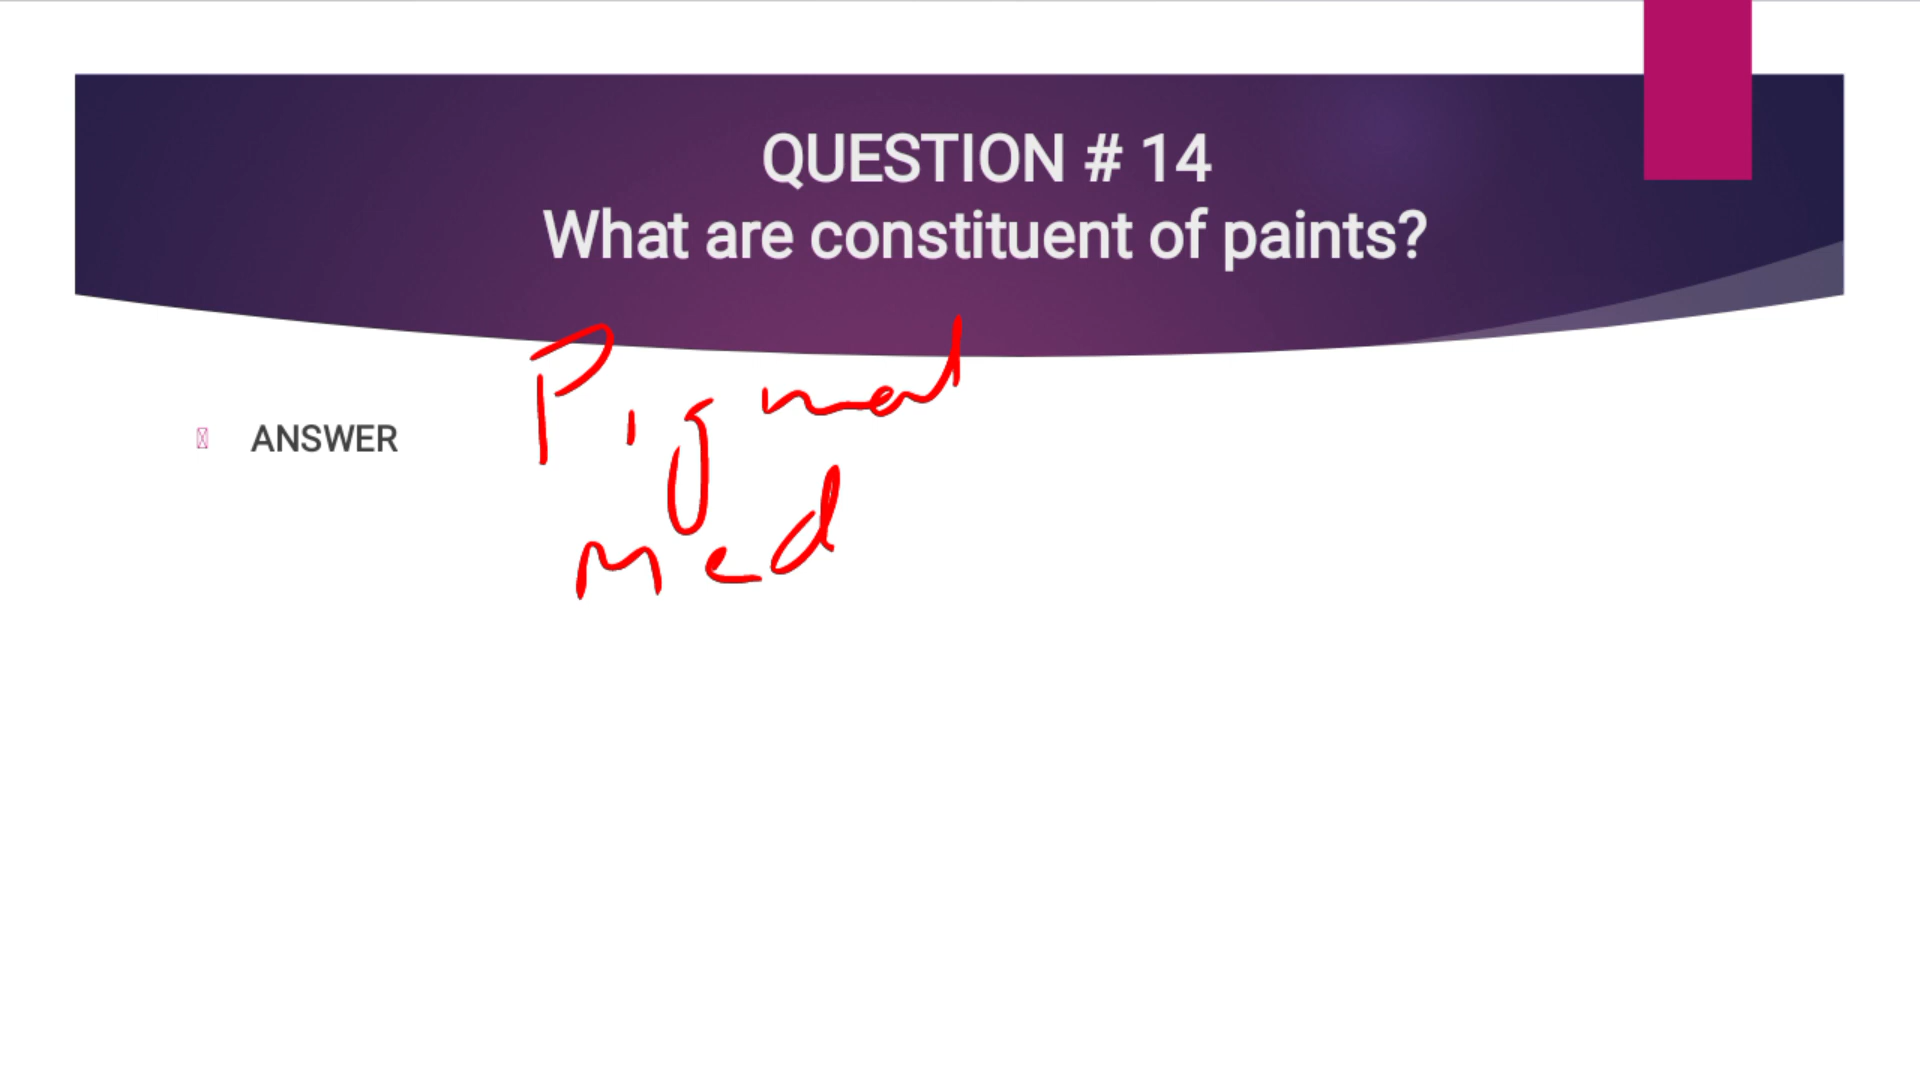 QUESTION # 14
What are constituent of paints?
ANSWER
Pigment
Med